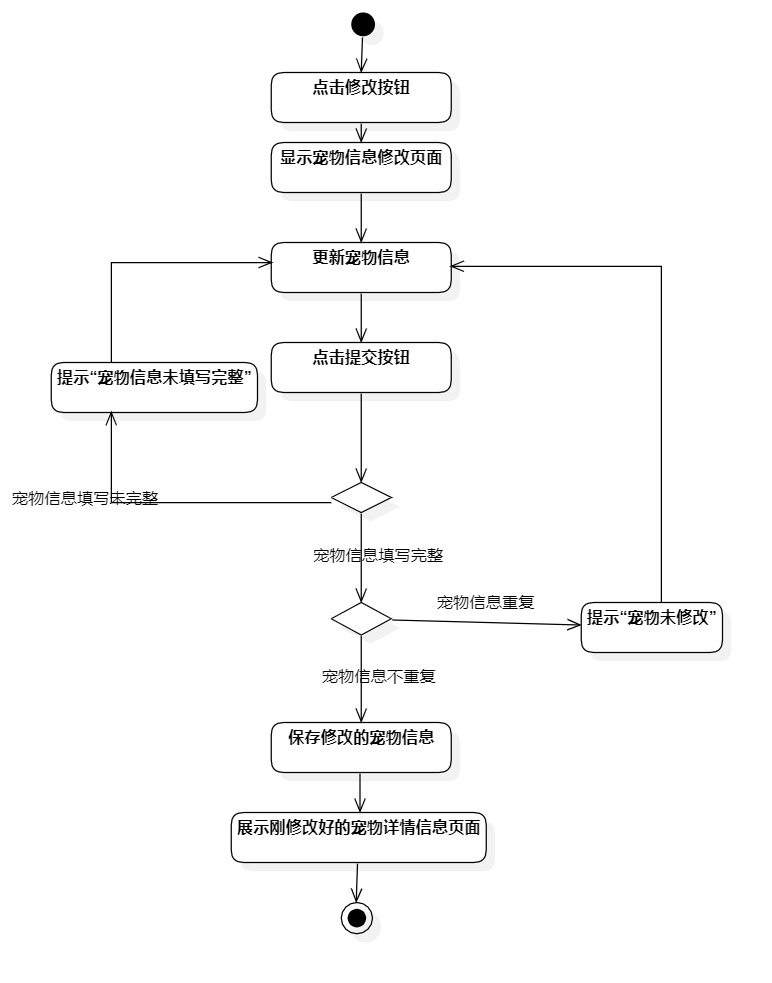 点击修改按钮
显示宠物信息修改页面
更新宠物信息
点击提交按钮
提示“宠物信息未填写完整”
宠物信息填写未完整
宠物信息填写完整
宠物信息重复
提示“宠物未修改”
宠物信息不重复
保存修改的宠物信息
展示刚修改好的宠物详情信息页面